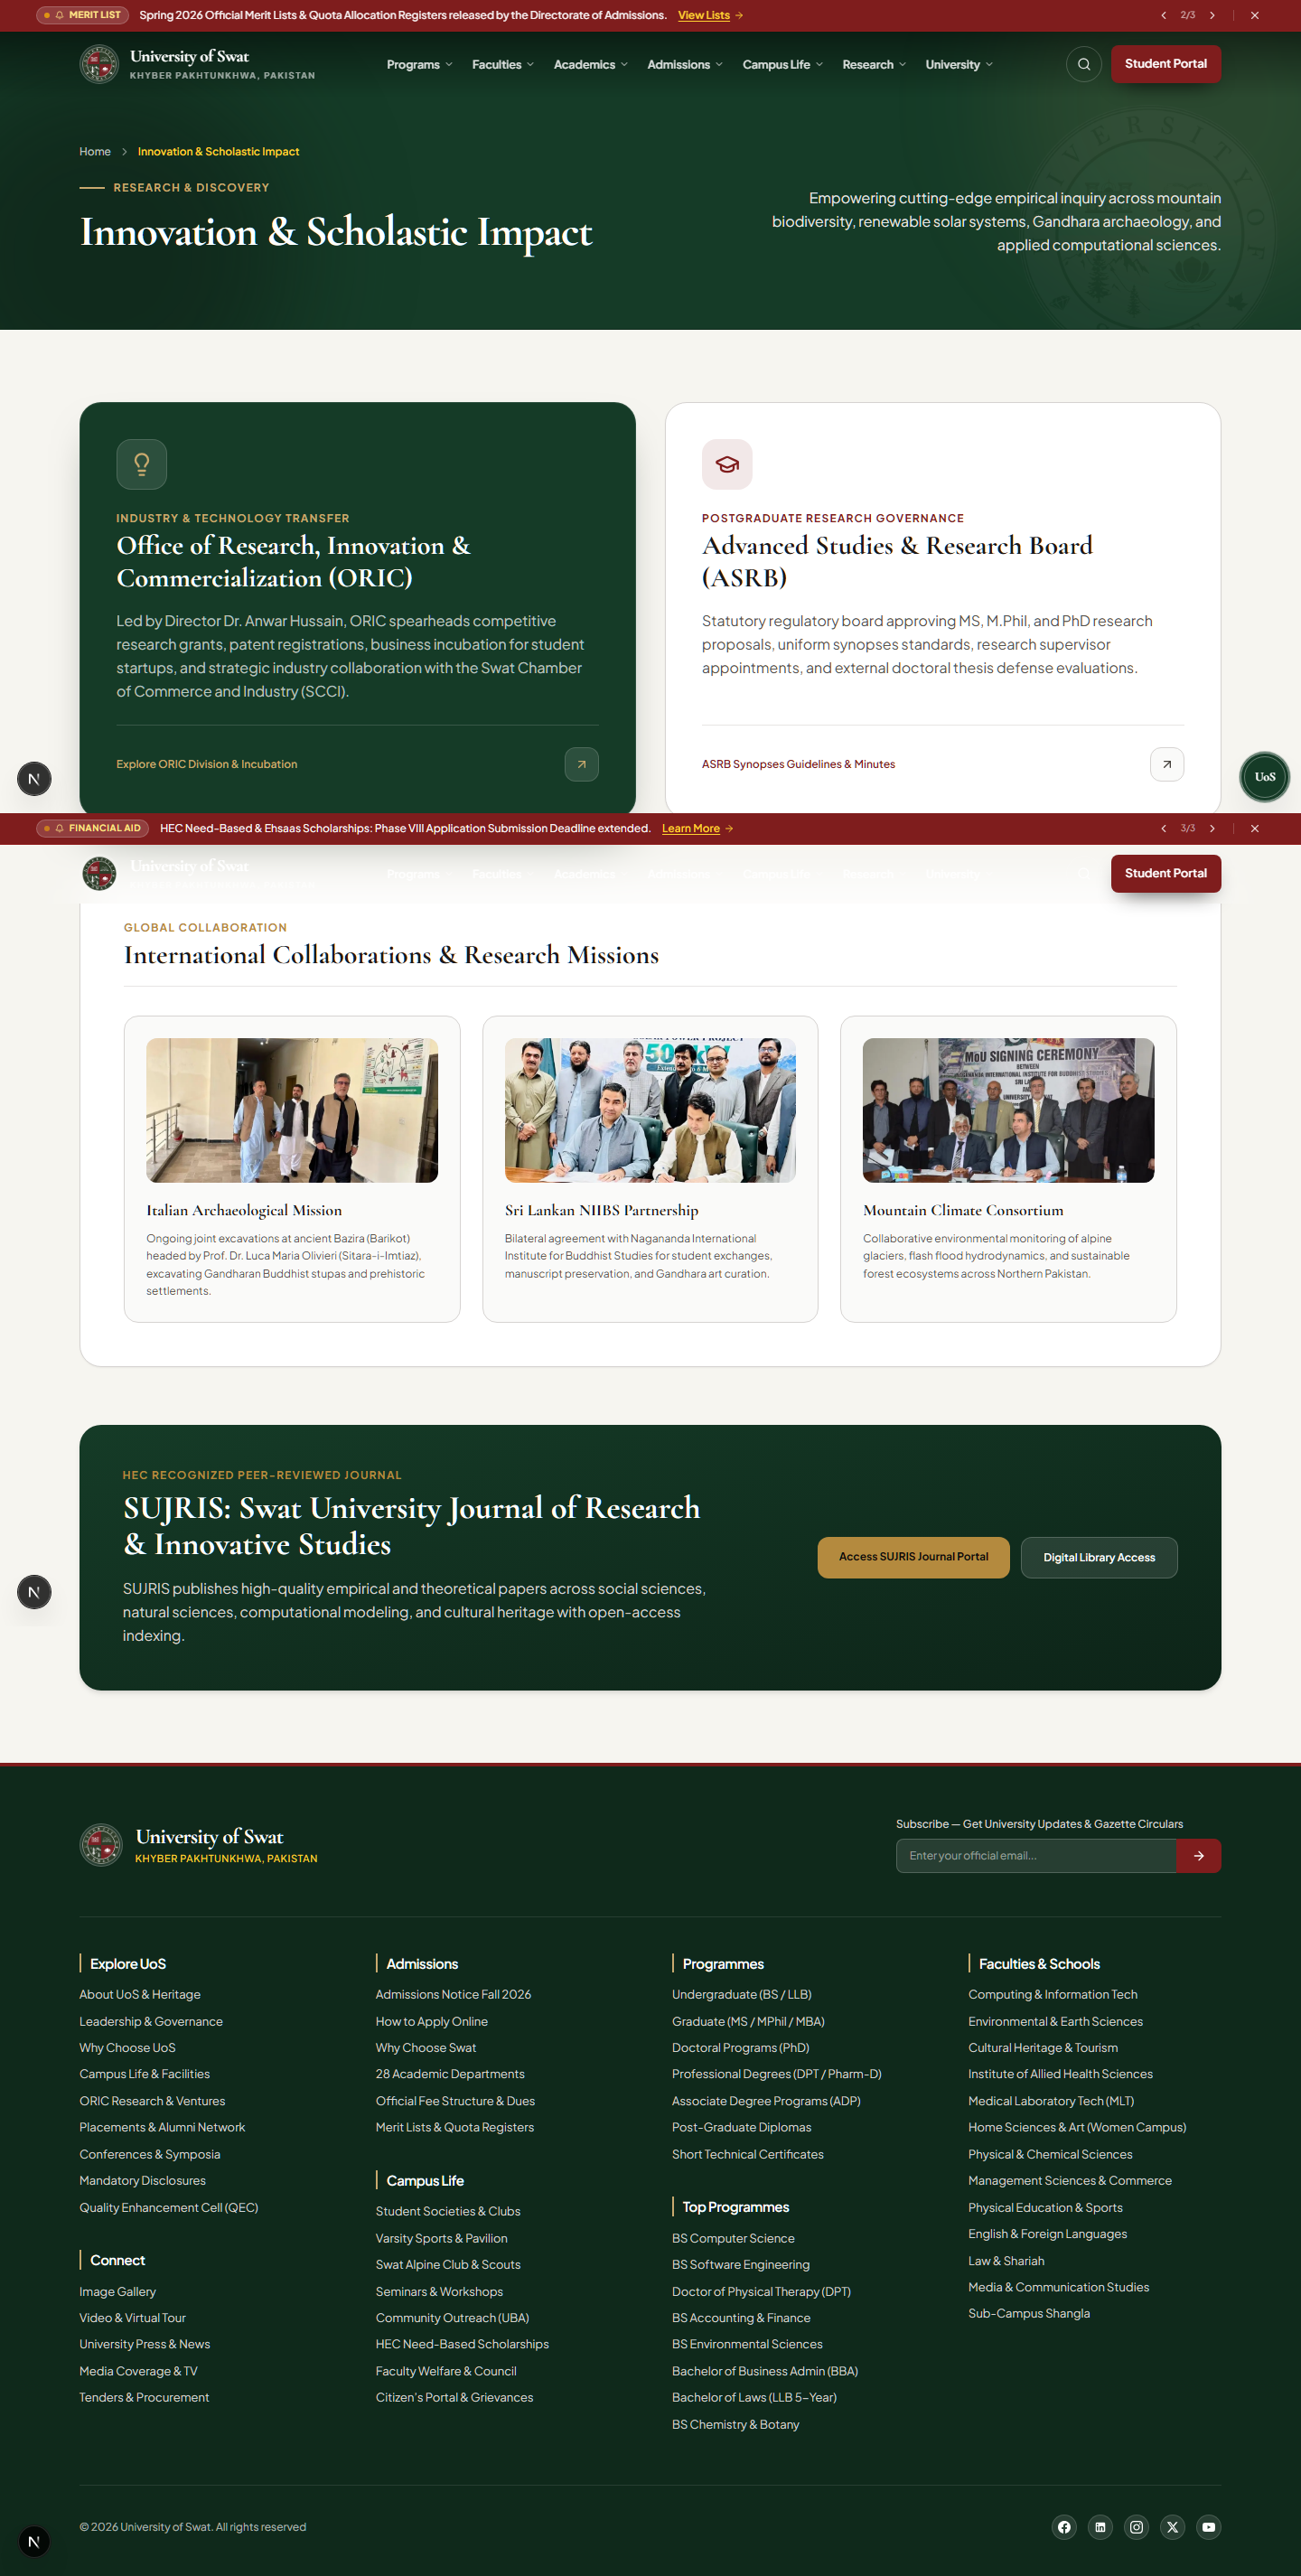 MERIT LIST Spring 2026 Official Merit Lists & Quota Allocation Registers released by the Directorate of Admissions. View Lists 2/3
University of Swat
KHYBER PAKHTUNKHWA, PAKISTAN
Programs Faculties Academics Admissions Campus Life Research University
Student Portal
Home Innovation & Scholastic Impact
RESEARCH & DISCOVERY
Innovation & Scholastic Impact
Empowering cutting-edge empirical inquiry across mountain
biodiversity, renewable solar systems, Gandhara archaeology, and
applied computational sciences.
INDUSTRY & TECHNOLOGY TRANSFER
Office of Research, Innovation &
Commercialization (ORIC)
Led by Director Dr. Anwar Hussain, ORIC spearheads competitive
research grants, patent registrations, business incubation for student
startups, and strategic industry collaboration with the Swat Chamber
of Commerce and Industry (SCCI).
Explore ORIC Division & Incubation
POSTGRADUATE RESEARCH GOVERNANCE
Advanced Studies & Research Board
(ASRB)
Statutory regulatory board approving MS, M.Phil, and PhD research
proposals, uniform synopses standards, research supervisor
appointments, and external doctoral thesis defense evaluations.
ASRB Synopses Guidelines & Minutes
UoS
FINANCIAL AID HEC Need-Based & Ehsaas Scholarships: Phase VIII Application Submission Deadline extended. Learn More 3/3
University of Swat
Programs Faculties Academics Admissions Campus Life Research University
Student Portal
GLOBAL COLLABORATION
International Collaborations & Research Missions
Italian Archaeological Mission
Ongoing joint excavations at ancient Bazira (Barikot)
headed by Prof. Dr. Luca Maria Olivieri (Sitara-i-Imtiaz),
excavating Gandharan Buddhist stupas and prehistoric
settlements.
Sri Lankan NIIBS Partnership
Bilateral agreement with Nagananda International
Institute for Buddhist Studies for student exchanges,
manuscript preservation, and Gandhara art curation.
MoU SIGNING CEREMONY
BETWEEN
Mountain Climate Consortium
Collaborative environmental monitoring of alpine
glaciers, flash flood hydrodynamics, and sustainable
forest ecosystems across Northern Pakistan.
HEC RECOGNIZED PEER-REVIEWED JOURNAL
SUJRIS: Swat University Journal of Research
& Innovative Studies
SUJRIS publishes high-quality empirical and theoretical papers across social sciences,
natural sciences, computational modeling, and cultural heritage with open-access
indexing.
Access SUJRIS Journal Portal
Digital Library Access
University of Swat
KHYBER PAKHTUNKHWA, PAKISTAN
Subscribe — Get University Updates & Gazette Circulars
Enter your official email...
Explore UoS
About UoS & Heritage
Leadership & Governance
Why Choose UoS
Campus Life & Facilities
ORIC Research & Ventures
Placements & Alumni Network
Conferences & Symposia
Mandatory Disclosures
Quality Enhancement Cell (QEC)
Connect
Image Gallery
Video & Virtual Tour
University Press & News
Media Coverage & TV
Tenders & Procurement
Admissions
Admissions Notice Fall 2026
How to Apply Online
Why Choose Swat
28 Academic Departments
Official Fee Structure & Dues
Merit Lists & Quota Registers
Campus Life
Student Societies & Clubs
Varsity Sports & Pavilion
Swat Alpine Club & Scouts
Seminars & Workshops
Community Outreach (UBA)
HEC Need-Based Scholarships
Faculty Welfare & Council
Citizen's Portal & Grievances
Programmes
Undergraduate (BS / LLB)
Graduate (MS / MPhil / MBA)
Doctoral Programs (PhD)
Professional Degrees (DPT / Pharm-D)
Associate Degree Programs (ADP)
Post-Graduate Diplomas
Short Technical Certificates
Top Programmes
BS Computer Science
BS Software Engineering
Doctor of Physical Therapy (DPT)
BS Accounting & Finance
BS Environmental Sciences
Bachelor of Business Admin (BBA)
Bachelor of Laws (LLB 5-Year)
BS Chemistry & Botany
Faculties & Schools
Computing & Information Tech
Environmental & Earth Sciences
Cultural Heritage & Tourism
Institute of Allied Health Sciences
Medical Laboratory Tech (MLT)
Home Sciences & Art (Women Campus)
Physical & Chemical Sciences
Management Sciences & Commerce
Physical Education & Sports
English & Foreign Languages
Law & Shariah
Media & Communication Studies
Sub-Campus Shangla
© 2026 University of Swat. All rights reserved